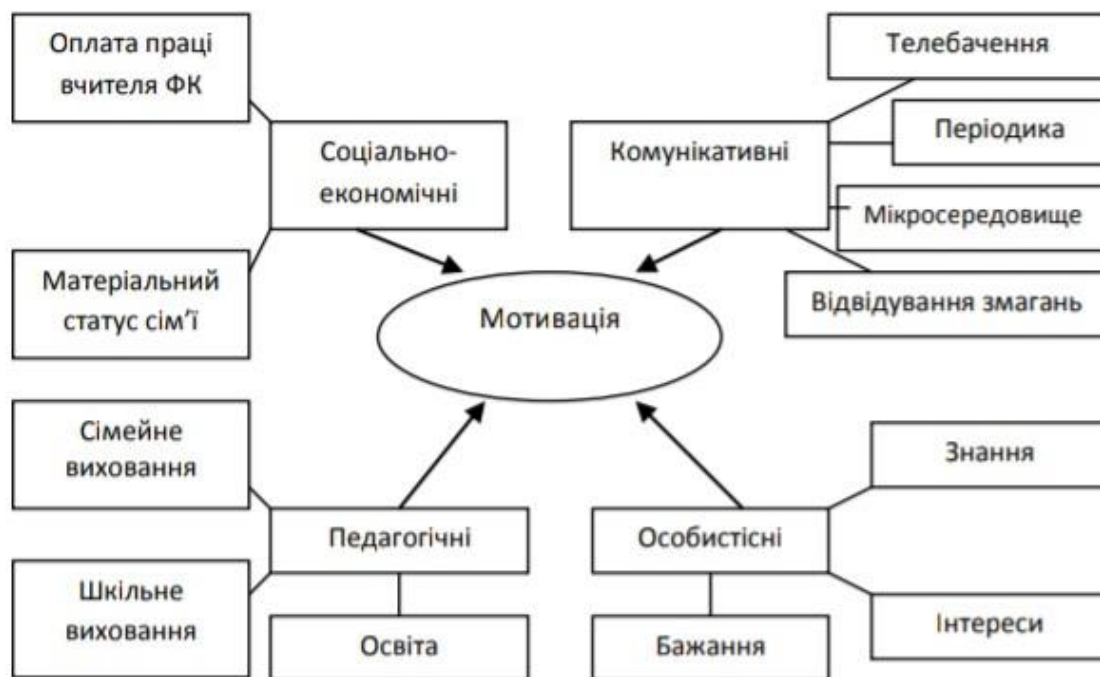 Оплата праці
вчителя ФК
Соціально-
економічні
Матеріальний
статус сім’ї
Комунікативні
Телебачення
Періодика
Мікросередовище
Відвідування змагань
Мотивація
Сімейне
виховання
Педагогічні
Шкільне
виховання
Освіта
Особистісні
Знання
Бажання
Інтереси